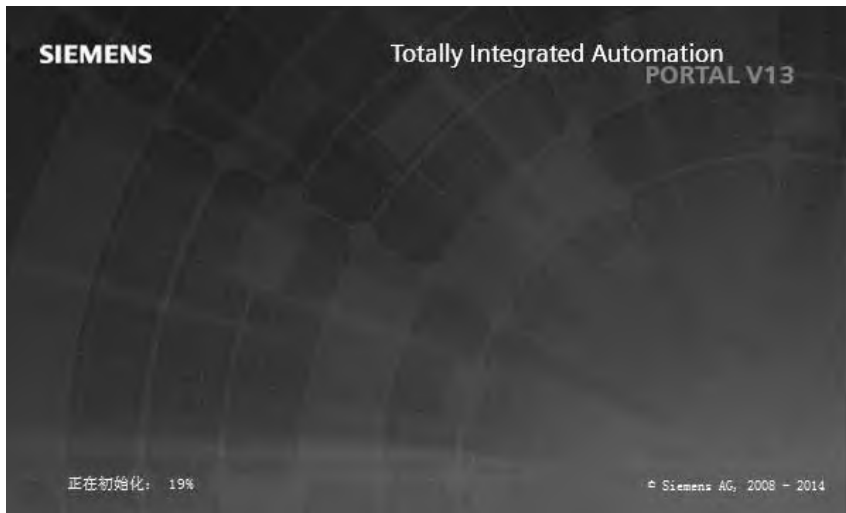 SIEMENS
Totally Integrated Automation
PORTAL V13
正在初始化： 19%
© Siemens AG, 2008 - 2014